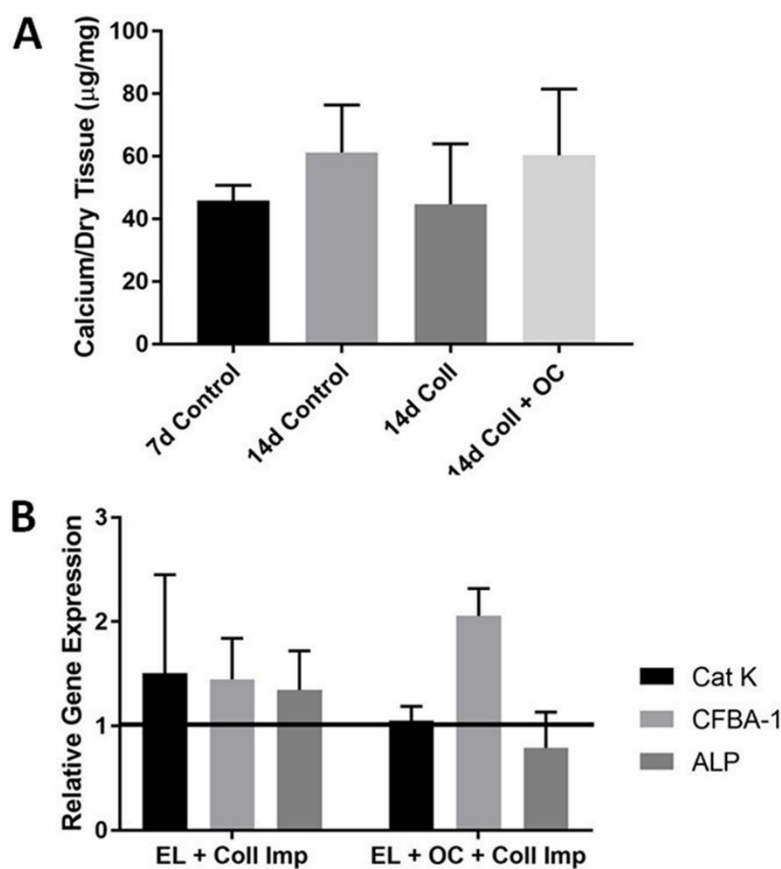 A
Calcium/Dry Tissue (µg/mg)
100
80
60
40
20
0
7d Control
14d Control
14d Coll
14d Coll + OC
B
Relative Gene Expression
3
2
1
0
EL + Coll Imp
EL + OC + Coll Imp
Cat K
CFBA-1
ALP